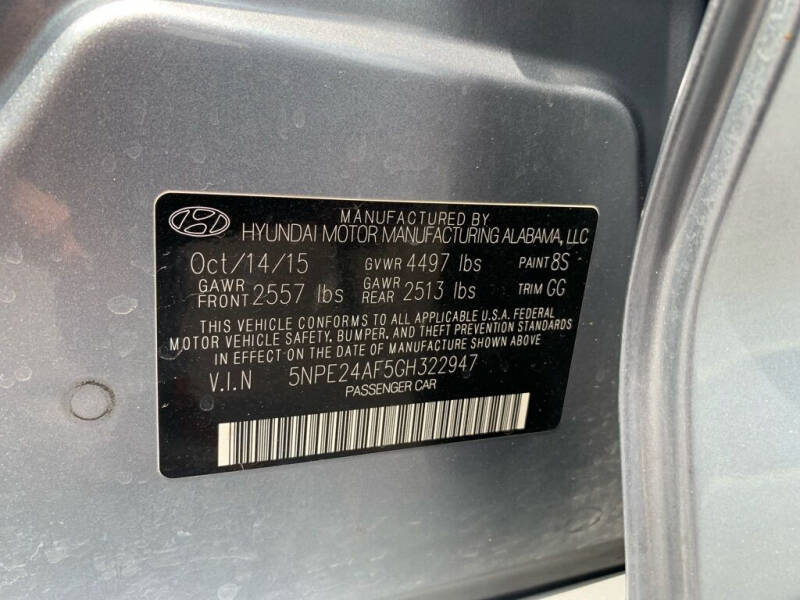 MANUFACTURED BY
HYUNDAI MOTOR MANUFACTURING ALABAMA, LLC
Oct/14/15 GVWR 4497 lbs PAINT 8S
GAWR FRONT 2557 lbs GAWR REAR 2513 lbs TRIM GG
THIS VEHICLE CONFORMS TO ALL APPLICABLE U.S.A. FEDERAL
MOTOR VEHICLE SAFETY, BUMPER, AND THEFT PREVENTION STANDARDS
IN EFFECT ON THE DATE OF MANUFACTURE SHOWN ABOVE
V.I.N 5NPE24AF5GH322947
PASSENGER CAR